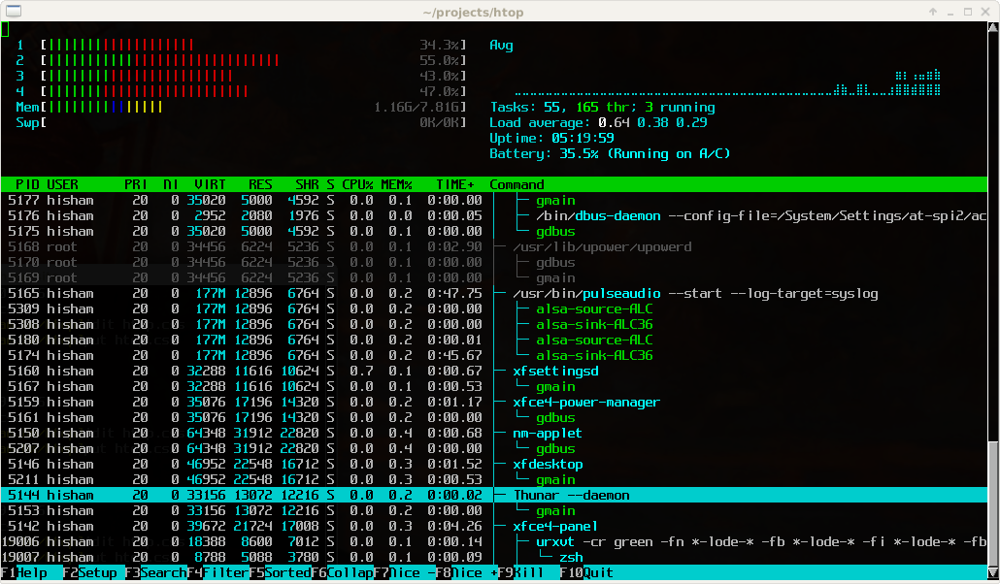 ~/projects/htop
1 [||||||||||||||||||| 34.3%] Avg
2 [|||||||||||||||||||||||||||||| 55.0%]
3 [|||||||||||||||||||||||| 43.0%]
4 [|||||||||||||||||||||||||| 47.0%]
Mem[||||||||||||||| 1.16G/7.81G] Tasks: 55, 165 thr; 3 running
Swp[ 0K/0K] Load average: 0.64 0.38 0.29
Uptime: 05:19:59
Battery: 35.5% (Running on A/C)
PID USER PRI NI VIRT RES SHR S CPU% MEM% TIME+ Command
5177 hisham 20 0 35020 5000 4592 S 0.0 0.1 0:00.00 │ ├─ gmain
5176 hisham 20 0 2952 2080 1976 S 0.0 0.0 0:00.05 │ ├─ /bin/dbus-daemon --config-file=/System/Settings/at-spi2/ac
5175 hisham 20 0 35020 5000 4592 S 0.0 0.1 0:00.00 │ └─ gdbus
5168 root 20 0 34456 6224 5236 S 0.0 0.1 0:02.90 ├─ /usr/lib/upower/upowerd
5170 root 20 0 34456 6224 5236 S 0.0 0.1 0:00.00 │ ├─ gdbus
5169 root 20 0 34456 6224 5236 S 0.0 0.1 0:00.00 │ └─ gmain
5165 hisham 20 0 177M 12896 6764 S 0.0 0.2 0:47.75 ├─ /usr/bin/pulseaudio --start --log-target=syslog
5309 hisham 20 0 177M 12896 6764 S 0.0 0.2 0:00.00 │ ├─ alsa-source-ALC
5308 hisham 20 0 177M 12896 6764 S 0.0 0.2 0:00.00 │ ├─ alsa-sink-ALC36
5180 hisham 20 0 177M 12896 6764 S 0.0 0.2 0:00.01 │ ├─ alsa-source-ALC
5174 hisham 20 0 177M 12896 6764 S 0.0 0.2 0:45.67 │ └─ alsa-sink-ALC36
5160 hisham 20 0 32288 11616 10624 S 0.7 0.1 0:00.67 ├─ xfsettingsd
5167 hisham 20 0 32288 11616 10624 S 0.0 0.1 0:00.53 │ └─ gmain
5159 hisham 20 0 35076 17196 14320 S 0.0 0.2 0:01.17 ├─ xfce4-power-manager
5161 hisham 20 0 35076 17196 14320 S 0.0 0.2 0:00.00 │ └─ gdbus
5150 hisham 20 0 64348 31912 22820 S 0.0 0.4 0:00.68 ├─ nm-applet
5207 hisham 20 0 64348 31912 22820 S 0.0 0.4 0:00.00 │ └─ gdbus
5146 hisham 20 0 46952 22548 16712 S 0.0 0.3 0:01.52 ├─ xfdesktop
5211 hisham 20 0 46952 22548 16712 S 0.0 0.3 0:00.53 │ └─ gmain
5144 hisham 20 0 33156 13072 12216 S 0.0 0.2 0:00.02 ├─ Thunar --daemon
5153 hisham 20 0 33156 13072 12216 S 0.0 0.2 0:00.00 │ └─ gmain
5142 hisham 20 0 39672 21724 17008 S 0.0 0.3 0:04.26 ├─ xfce4-panel
19006 hisham 20 0 18388 8600 7012 S 0.0 0.1 0:00.14 │ ├─ urxvt -cr green -fn *-lode-* -fb *-lode-* -fi *-lode-* -fb
19007 hisham 20 0 8788 5088 3780 S 0.0 0.1 0:00.09 │ │ └─ zsh
F1Help F2Setup F3SearchF4FilterF5SortedF6CollapF7Nice -F8Nice +F9Kill F10Quit